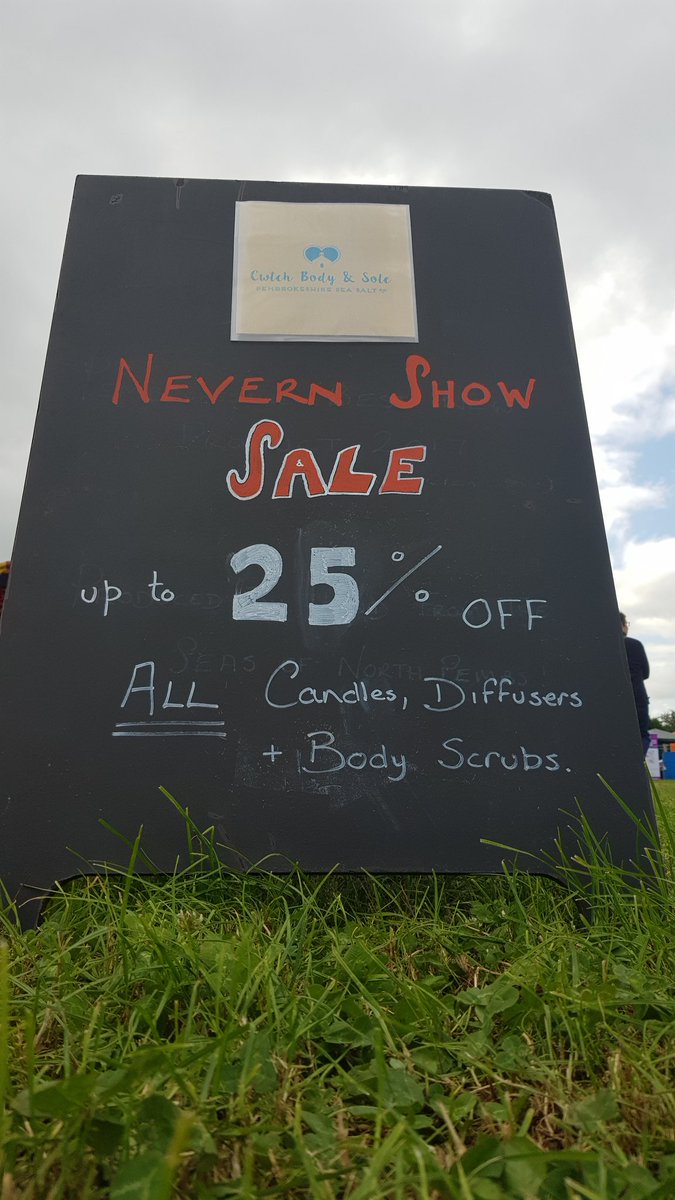 Cwtch Body & Sole
PEMBROKESHIRE SEA SALT
NEVERN SHOW
SALE
up to 25% OFF
ALL Candles, Diffusers
+ Body Scrubs.